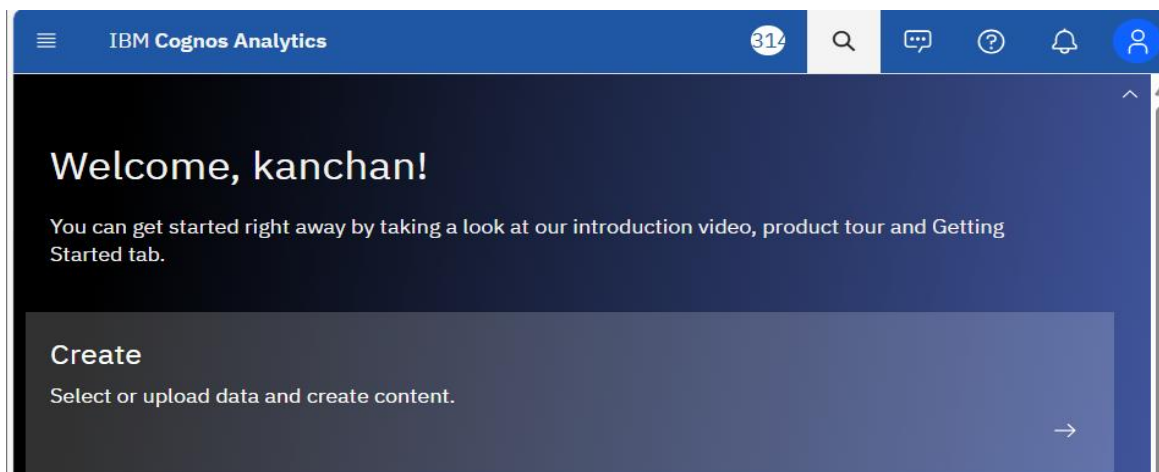 IBM Cognos Analytics
314
Welcome, kanchan!
You can get started right away by taking a look at our introduction video, product tour and Getting
Started tab.
Create
Select or upload data and create content.